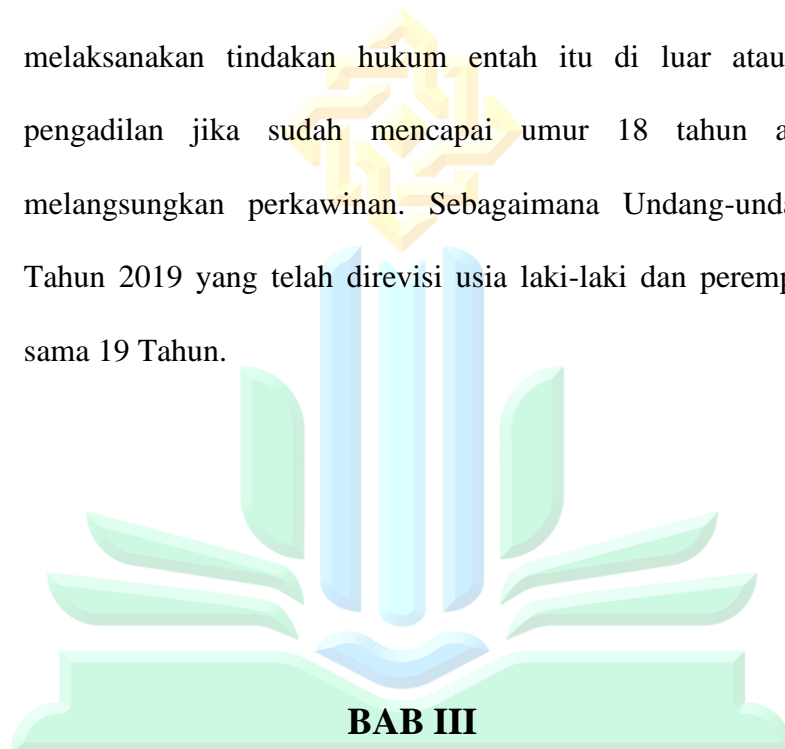 melaksanakan tindakan hukum entah itu di luar atau
pengadilan jika sudah mencapai umur 18 tahun
melangsungkan perkawinan. Sebagaimana
Tahun 2019 yang telah direvisi usia laki-laki dan
sama 19 Tahun.
BAB III